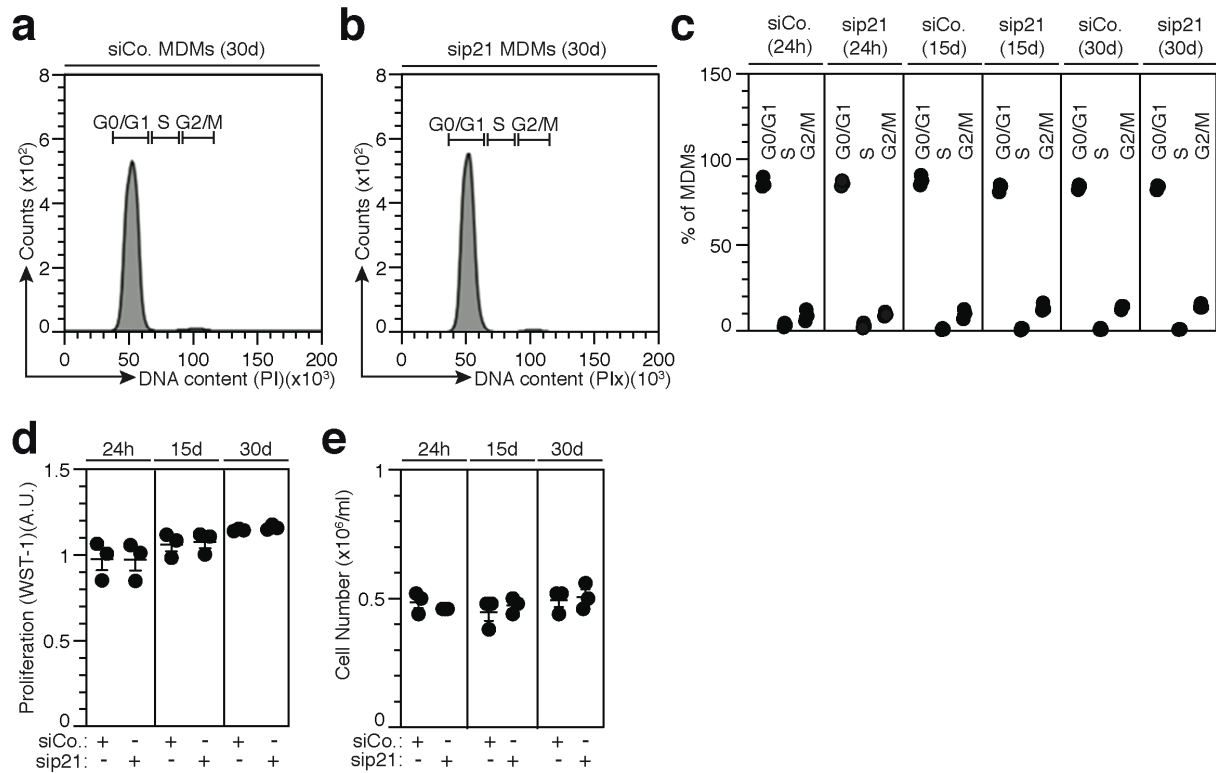 a
siCo. MDMs (30d)
8
6
4
2
0
Counts (x10²)
G0/G1 S G2/M
0 50 100 150 200
DNA content (PI)(x10³)
b
sip21 MDMs (30d)
8
6
4
2
0
Counts (x10²)
G0/G1 S G2/M
0 50 100 150 200
DNA content (PIx)(10³)
c
siCo. sip21 siCo. sip21 siCo. sip21
(24h) (24h) (15d) (15d) (30d) (30d)
150
100
50
0
% of MDMs
G0/G1 S G2/M G0/G1 S G2/M G0/G1 S G2/M G0/G1 S G2/M G0/G1 S G2/M G0/G1 S G2/M
d
24h 15d 30d
1.5
1
0.5
0
Proliferation (WST-1)(A.U.)
siCo.: + - + - + -
sip21: - + - + - +
e
24h 15d 30d
1
0.5
0
Cell Number (x10⁶/ml)
siCo.: + - + - + -
sip21: - + - + - +